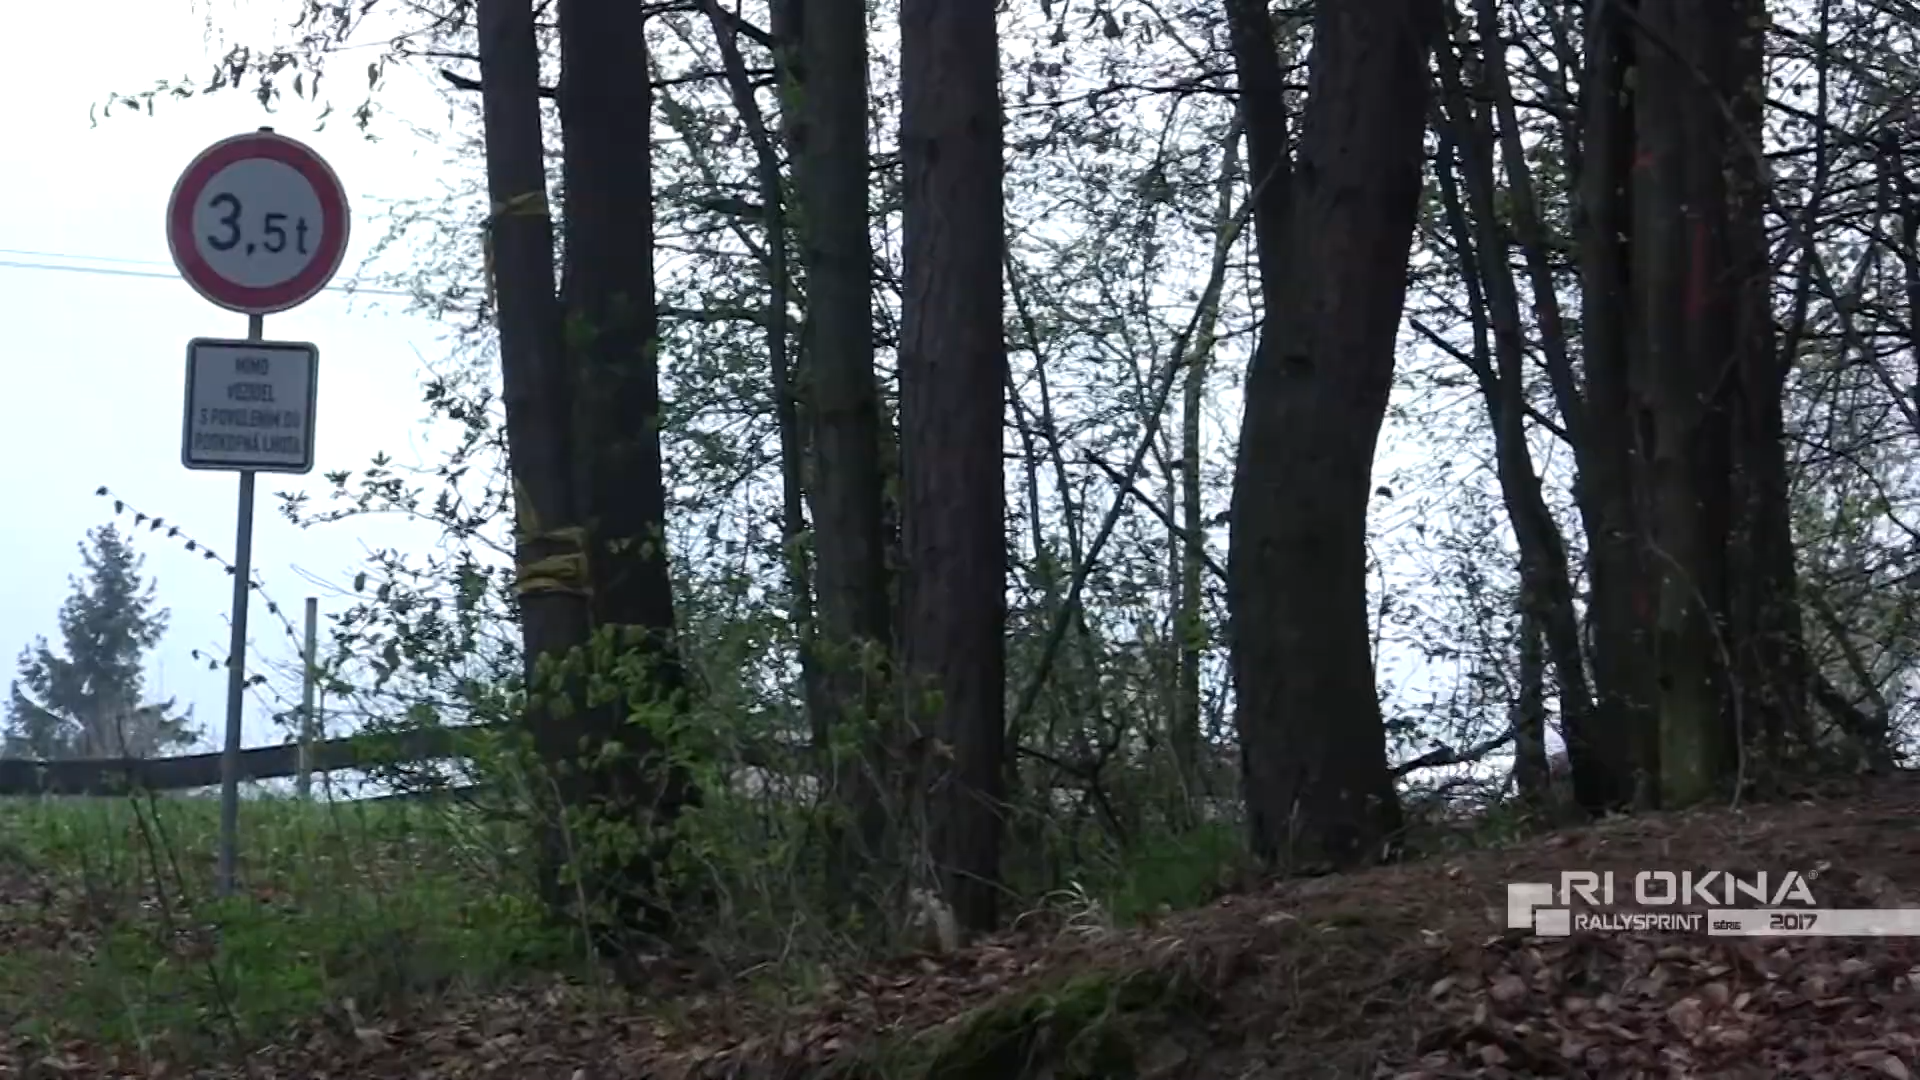 3,5t
MIMO
VOZIDEL
S POVOLENÍM OÚ
PODKOPNÁ LHOTA
RI OKNA®
RALLYSPRINT SÉRIE 2017